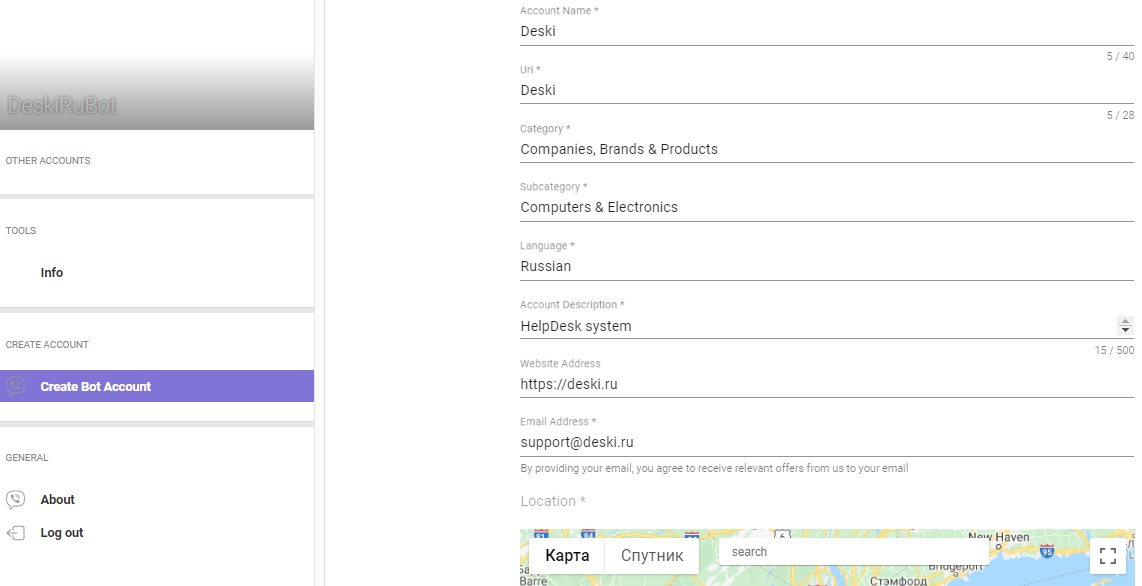 DeskiRuBot
OTHER ACCOUNTS
TOOLS
Info
CREATE ACCOUNT
Create Bot Account
GENERAL
About
Log out
Account Name *
Deski
5 / 40
Uri *
Deski
5 / 28
Category *
Companies, Brands & Products
Subcategory *
Computers & Electronics
Language *
Russian
Account Description *
HelpDesk system
15 / 500
Website Address
https://deski.ru
Email Address *
support@deski.ru
By providing your email, you agree to receive relevant offers from us to your email
Location *
Карта
Спутник
search
New Haven
95
Bridgeport
Стэмфорд
Barre